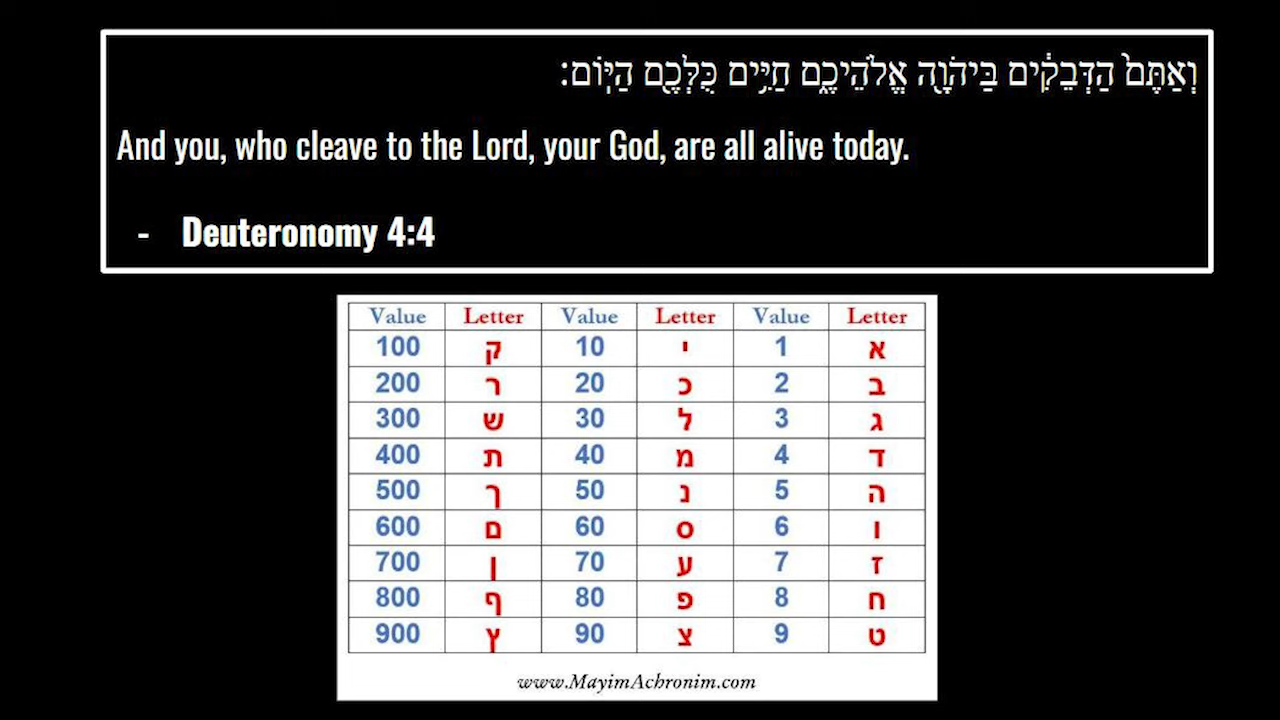 וְאַתֶּם֙ הַדְּבֵקִ֔ים בַּיהֹוָ֖ה אֱלֹהֵיכֶ֑ם חַיִּ֥ים כֻּלְּכֶ֖ם הַיּֽוֹם׃
And you, who cleave to the Lord, your God, are all alive today.
- Deuteronomy 4:4
Value Letter Value Letter Value Letter
100 ק 10 י 1 א
200 ר 20 כ 2 ב
300 ש 30 ל 3 ג
400 ת 40 מ 4 ד
500 ך 50 נ 5 ה
600 ם 60 ס 6 ו
700 ן 70 ע 7 ז
800 ף 80 פ 8 ח
900 ץ 90 צ 9 ט
www.MayimAchronim.com